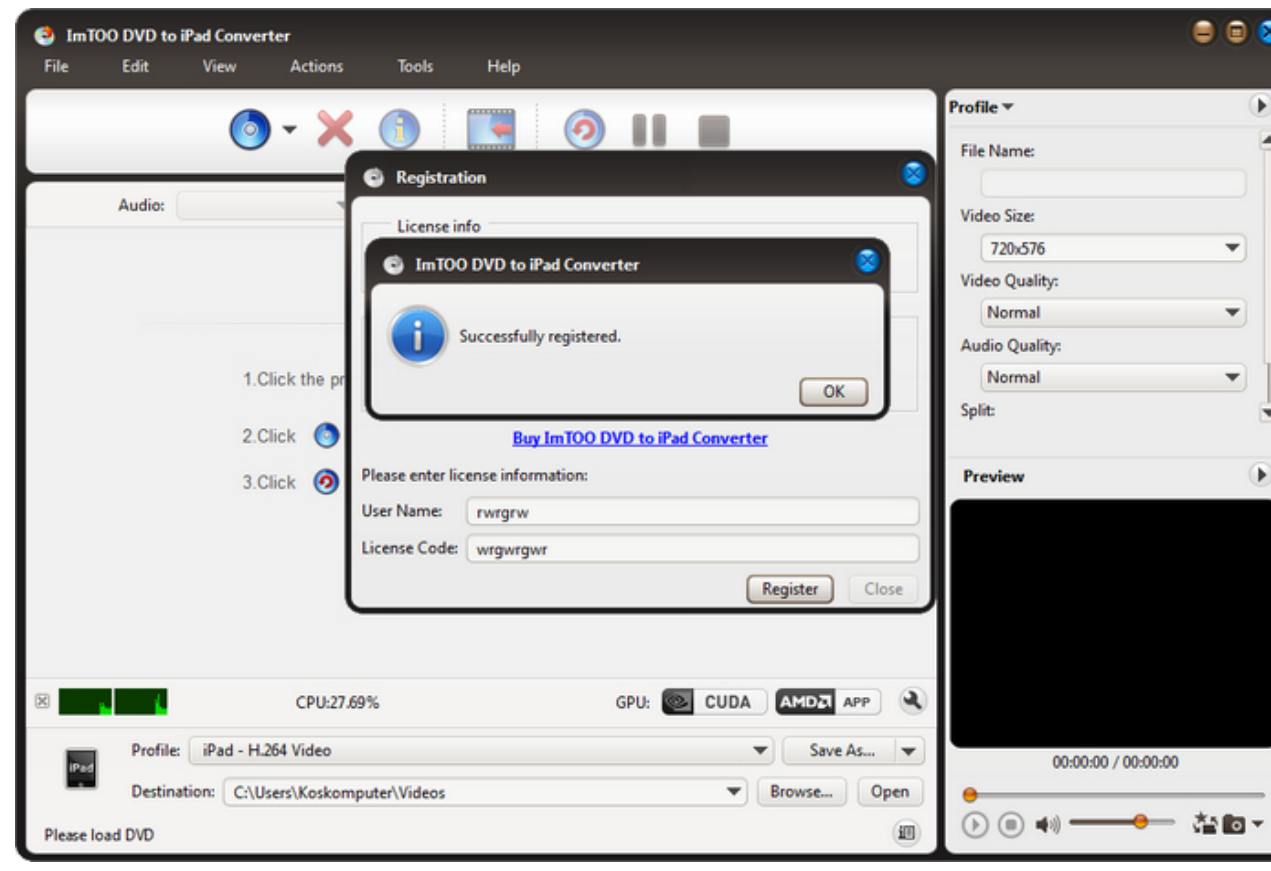 ImTOO DVD to iPad Converter
File Edit View Actions Tools Help
Audio:
1.Click the pr
2.Click
3.Click
Registration
License info
ImTOO DVD to iPad Converter
Successfully registered.
OK
Buy ImTOO DVD to iPad Converter
Please enter license information:
User Name: rwrgrw
License Code: wrgwrgwr
Register Close
Profile
File Name:
Video Size:
720x576
Video Quality:
Normal
Audio Quality:
Normal
Split:
Preview
00:00:00 / 00:00:00
CPU:27.69% GPU: CUDA AMD APP
iPad
Profile: iPad - H.264 Video Save As...
Destination: C:\Users\Koskomputer\Videos Browse... Open
Please load DVD